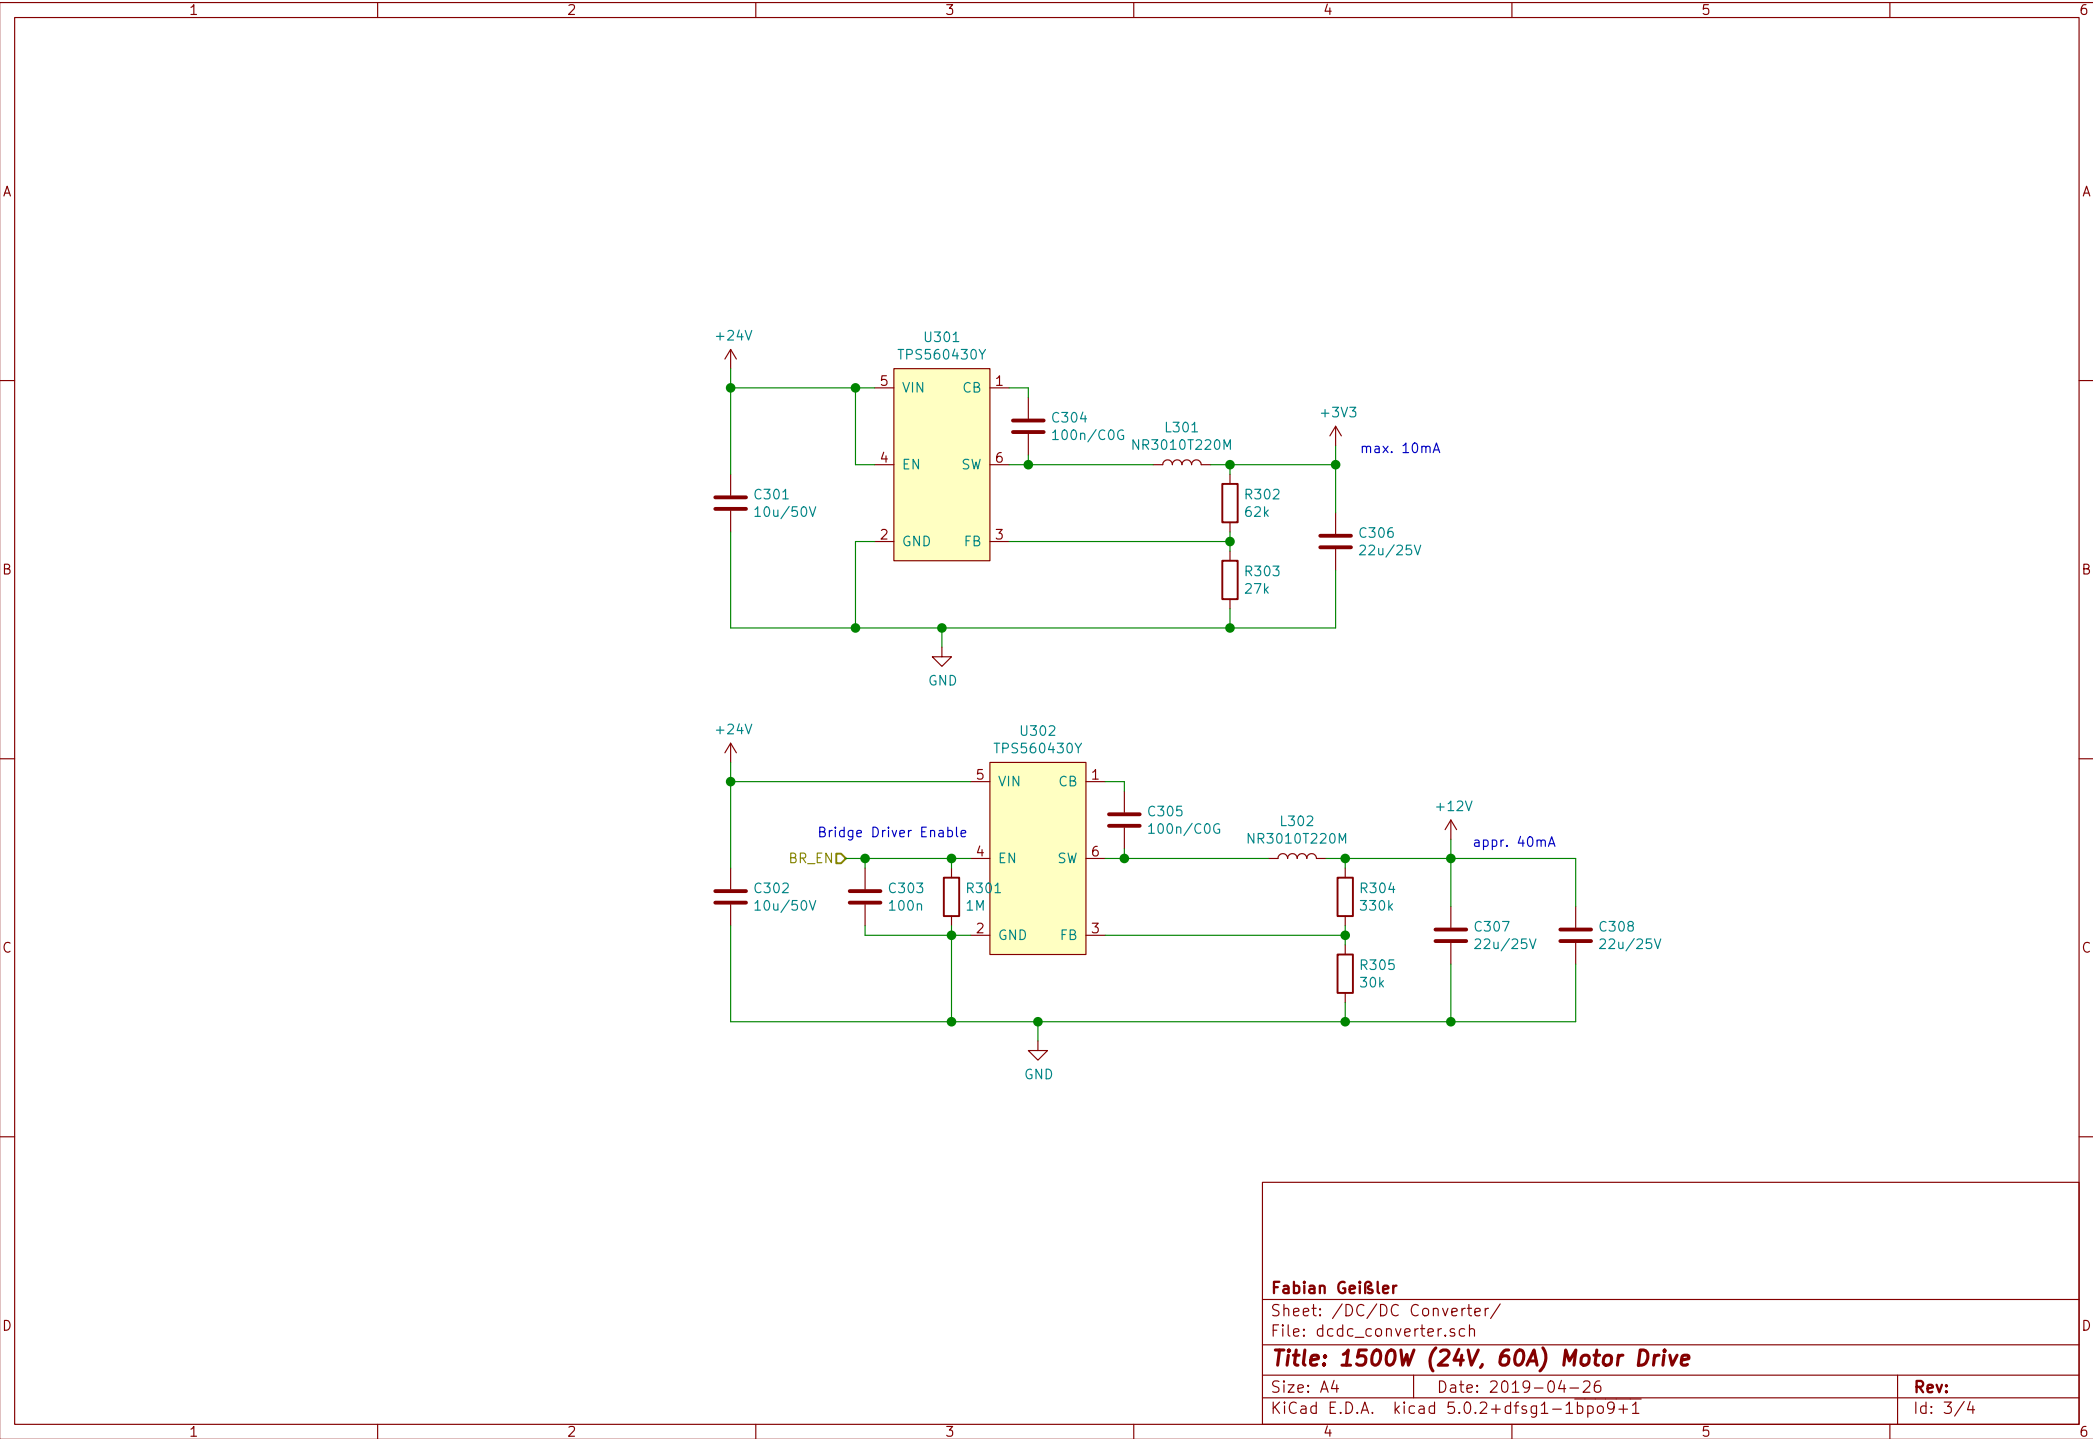 1 2 3 4 5 6
A A
B B
C C
D D
+24V
U301
TPS560430Y
5 VIN CB 1
4 EN SW 6
2 GND FB 3
C301
10u/50V
C304
100n/C0G
L301
NR3010T220M
+3V3
max. 10mA
R302
62k
R303
27k
C306
22u/25V
GND
+24V
U302
TPS560430Y
5 VIN CB 1
4 EN SW 6
2 GND FB 3
Bridge Driver Enable
BR_EN
C302
10u/50V
C303
100n
R301
1M
C305
100n/C0G
L302
NR3010T220M
+12V
appr. 40mA
R304
330k
R305
30k
C307
22u/25V
C308
22u/25V
GND
Fabian Geißler
Sheet: /DC/DC Converter/
File: dcdc_converter.sch
Title: 1500W (24V, 60A) Motor Drive
Size: A4 Date: 2019-04-26 Rev:
KiCad E.D.A. kicad 5.0.2+dfsg1-1bpo9+1 Id: 3/4
1 2 3 4 5 6